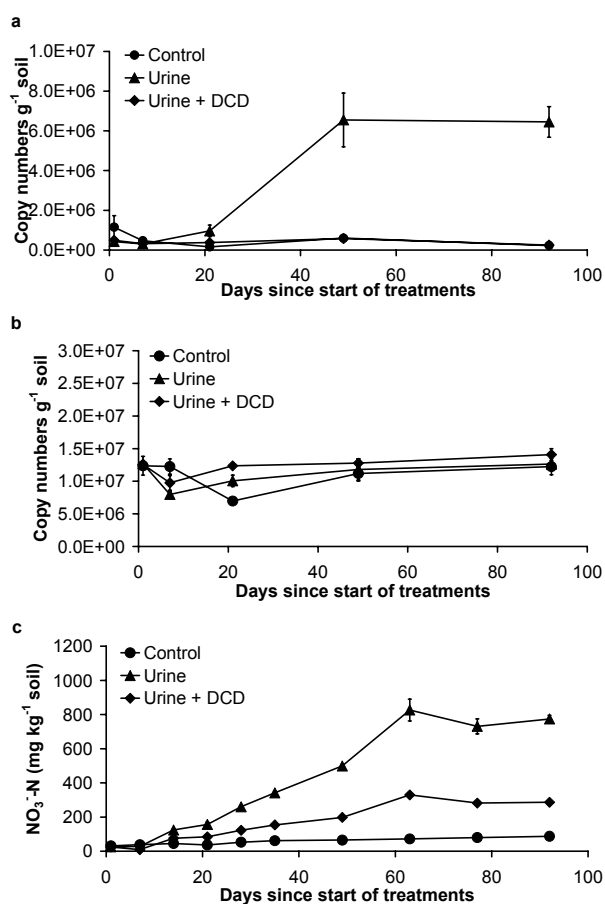 a
1.0E+07
8.0E+06
6.0E+06
4.0E+06
2.0E+06
0.0E+00
Copy numbers g⁻¹ soil
Control
Urine
Urine + DCD
0 20 40 60 80 100
Days since start of treatments
b
3.0E+07
2.5E+07
2.0E+07
1.5E+07
1.0E+07
5.0E+06
0.0E+00
Copy numbers g⁻¹ soil
Control
Urine
Urine + DCD
0 20 40 60 80 100
Days since start of treatments
c
1200
1000
800
600
400
200
0
NO₃⁻-N (mg kg⁻¹ soil)
Control
Urine
Urine + DCD
0 20 40 60 80 100
Days since start of treatments